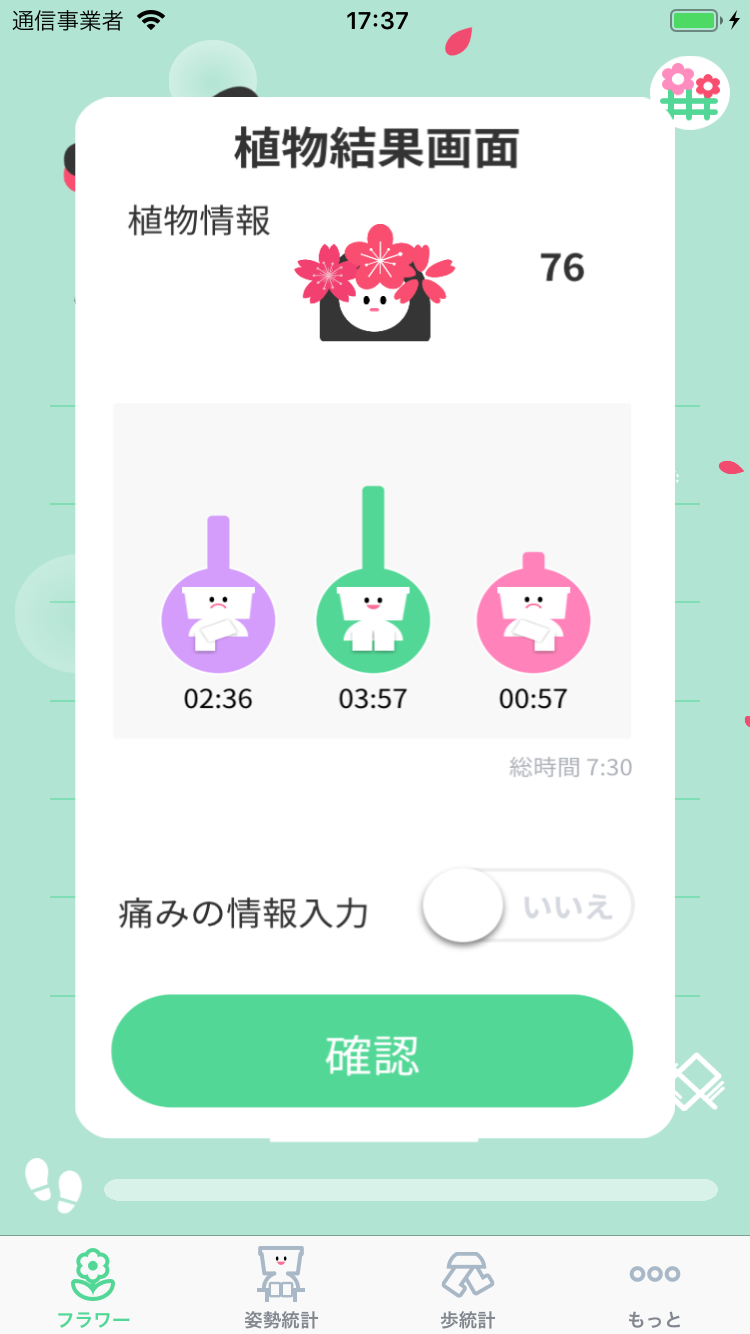 通信事業者 17:37
植物結果画面
植物情報
76
02:36 03:57 00:57
総時間 7:30
痛みの情報入力 いいえ
確認
フラワー 姿勢統計 歩統計 もっと